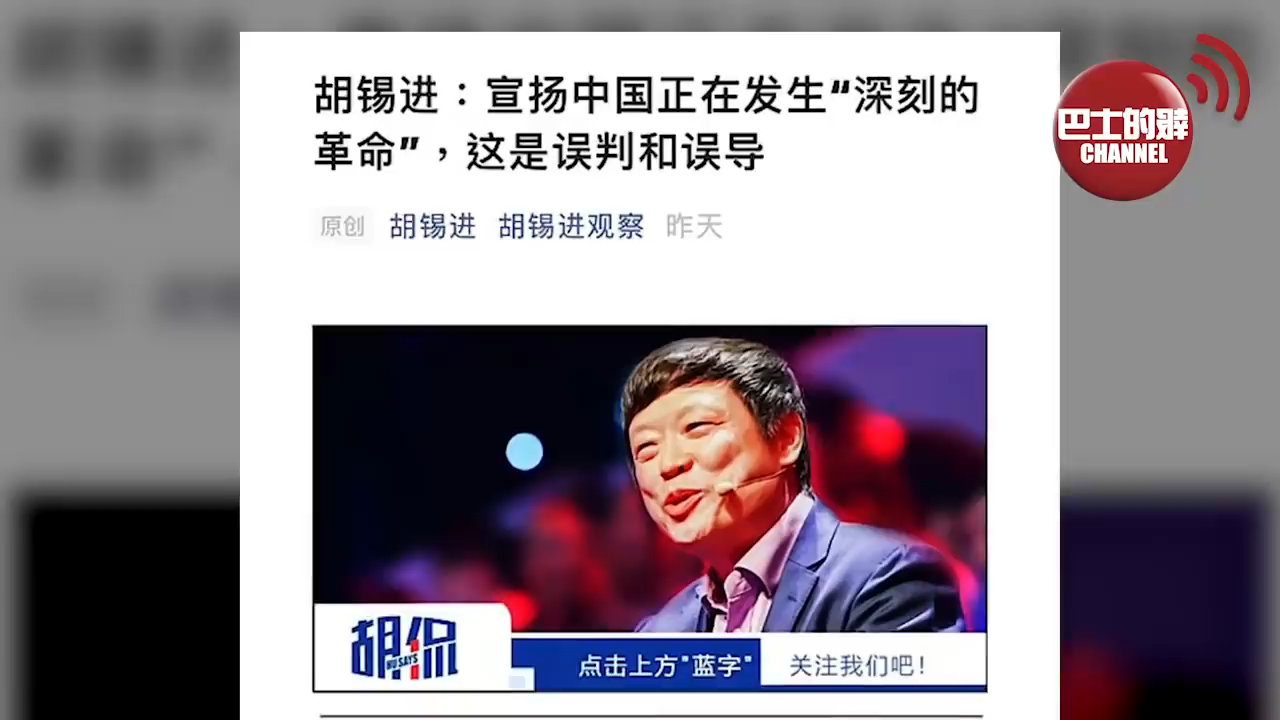 胡锡进：宣扬中国正在发生“深刻的
革命”，这是误判和误导
原创 胡锡进 胡锡进观察 昨天
巴士的報
CHANNEL
胡侃
HU SAYS
点击上方"蓝字"
关注我们吧！